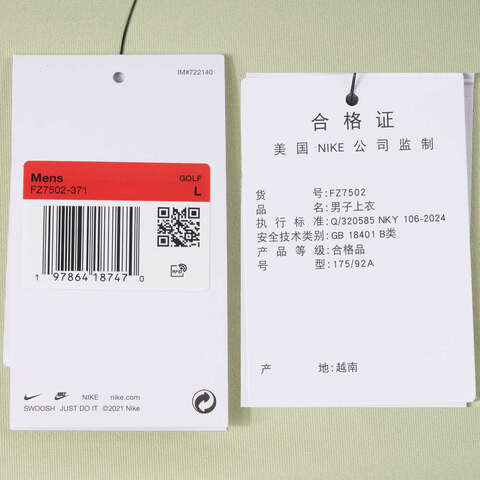 IM#722140
Mens
GOLF
FZ7502-371
L
RFID
1 97864 18747 0
NIKE nike.com
SWOOSH JUST DO IT ©2021 Nike
合格证
美国 NIKE 公司监制
货号:FZ7502
品名:男子上衣
执行标准:Q/320585 NKY 106-2024
安全技术类别:GB 18401 B类
产品等级:合格品
号型:175/92A
产地:越南